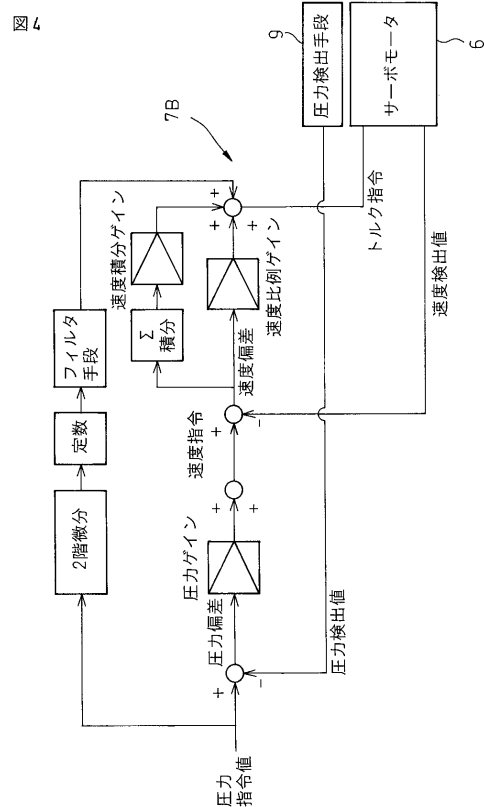 図4
圧力検出手段
9
サーボモータ
6
7B
トルク指令
速度検出値
フィルタ
手段
定数
2階微分
速度積分ゲイン
Σ
積分
速度比例ゲイン
速度偏差
速度指令
圧力ゲイン
圧力偏差
圧力検出値
圧力
指令値
+
−
+
+
+
−
+
+
+